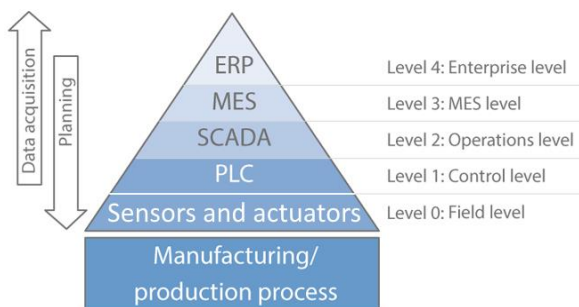 Data acquisition
Planning
ERP
Level 4: Enterprise level
MES
Level 3: MES level
SCADA
Level 2: Operations level
PLC
Level 1: Control level
Sensors and actuators
Level 0: Field level
Manufacturing/
production process